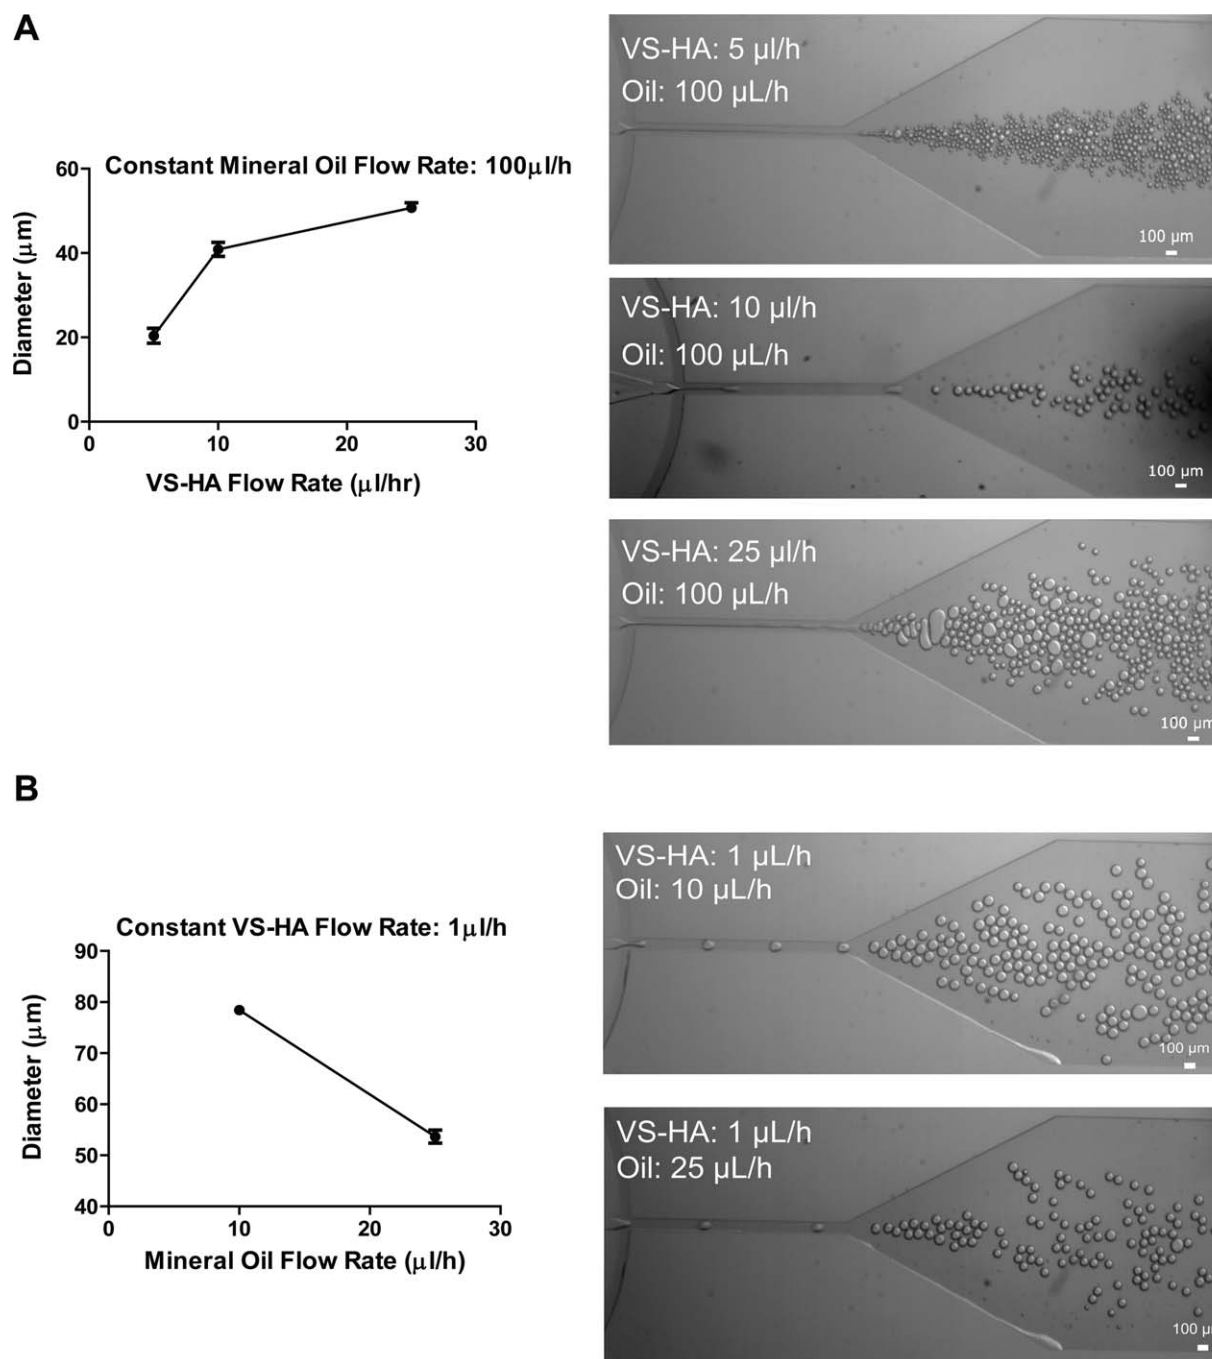 A
Constant Mineral Oil Flow Rate: 100μl/h
60
40
20
0
Diameter (μm)
0 10 20 30
VS-HA Flow Rate (μl/hr)
VS-HA: 5 µl/h
Oil: 100 µL/h
100 µm
VS-HA: 10 µl/h
Oil: 100 µL/h
100 µm
VS-HA: 25 µl/h
Oil: 100 µL/h
100 µm
B
Constant VS-HA Flow Rate: 1μl/h
90
80
70
60
50
40
Diameter (μm)
0 10 20 30
Mineral Oil Flow Rate (μl/h)
VS-HA: 1 µL/h
Oil: 10 µL/h
100 µm
VS-HA: 1 µL/h
Oil: 25 µL/h
100 µm